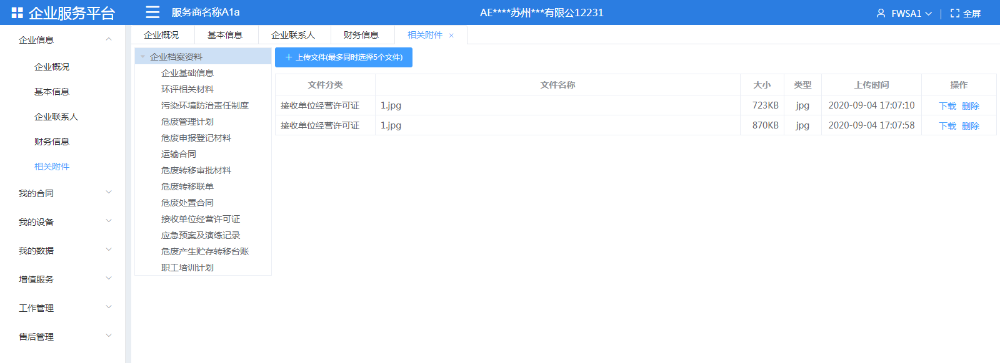 企业服务平台 服务商名称A1a AE****苏州***有限公12231 FWSA1 全屏
企业信息
企业概况
基本信息
企业联系人
财务信息
相关附件
我的合同
我的设备
我的数据
增值服务
工作管理
售后管理
企业概况 基本信息 企业联系人 财务信息 相关附件 ×
企业档案资料
企业基础信息
环评相关材料
污染环境防治责任制度
危废管理计划
危废申报登记材料
运输合同
危废转移审批材料
危废转移联单
危废处置合同
接收单位经营许可证
应急预案及演练记录
危废产生贮存转移台账
职工培训计划
+ 上传文件(最多同时选择5个文件)
文件分类 文件名称 大小 类型 上传时间 操作
接收单位经营许可证 1.jpg 723KB jpg 2020-09-04 17:07:10 下载 删除
接收单位经营许可证 1.jpg 870KB jpg 2020-09-04 17:07:58 下载 删除